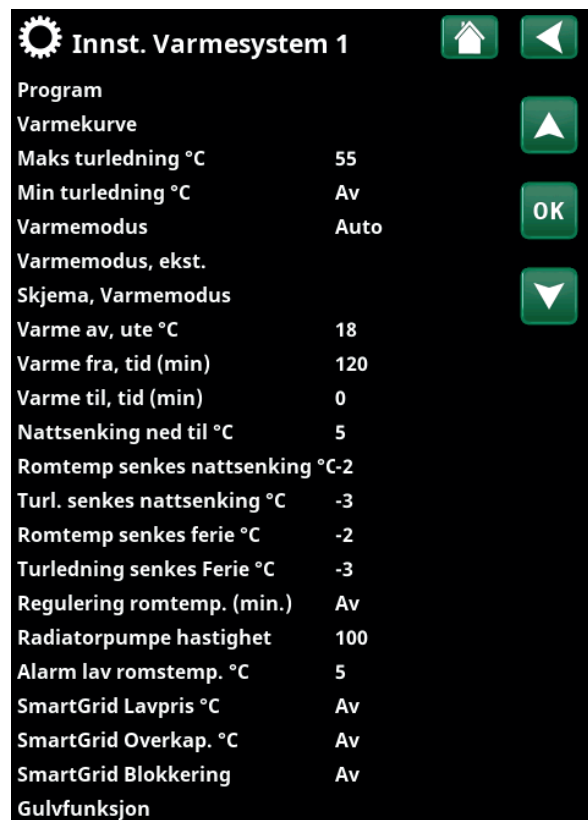 Innst. Varmesystem 1
Program
Varmekurve
Maks turledning °C 55
Min turledning °C Av
OK
Varmemodus Auto
Varmemodus, ekst.
Skjema, Varmemodus
Varme av, ute °C 18
Varme fra, tid (min) 120
Varme til, tid (min) 0
Nattsenking ned til °C 5
Romtemp senkes nattsenking °C-2
Turl. senkes nattsenking °C -3
Romtemp senkes ferie °C -2
Turledning senkes Ferie °C -3
Regulering romtemp. (min.) Av
Radiatorpumpe hastighet 100
Alarm lav romstemp. °C 5
SmartGrid Lavpris °C Av
SmartGrid Overkap. °C Av
SmartGrid Blokkering Av
Gulvfunksjon